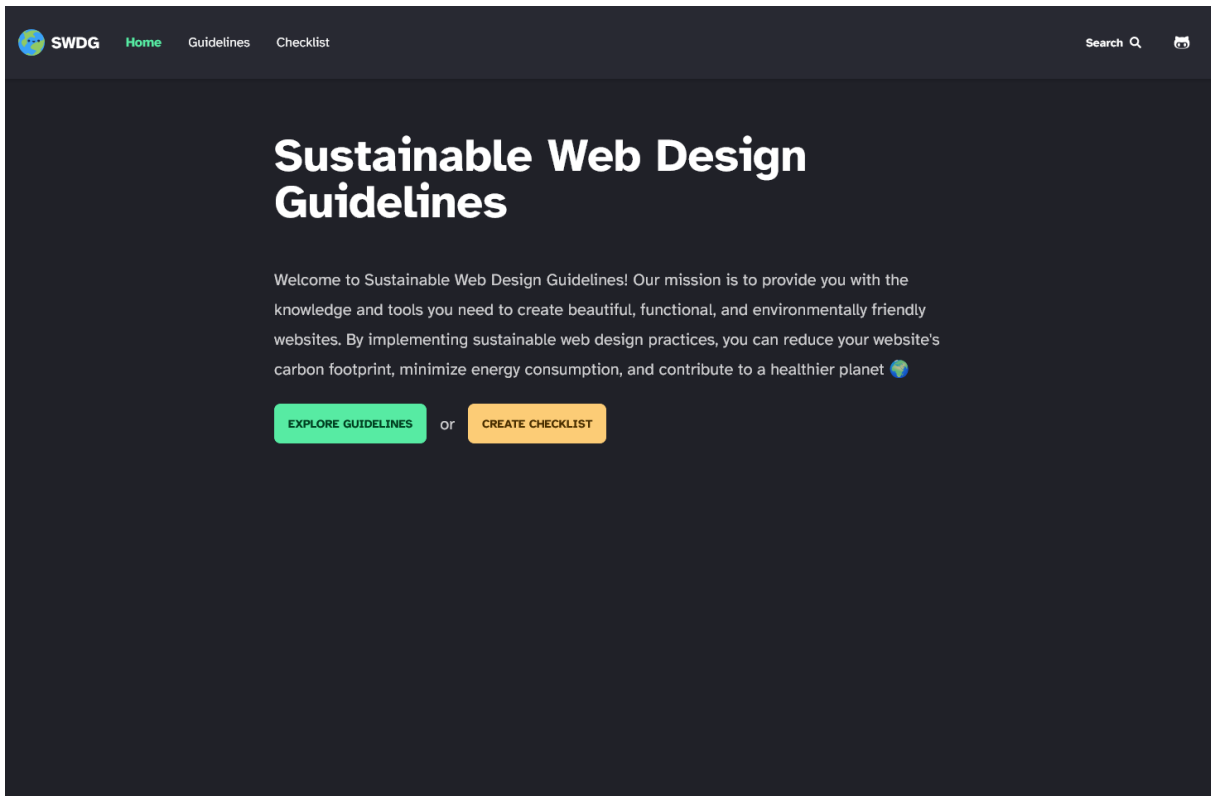 SWDG
Home
Guidelines
Checklist
Search
Sustainable Web Design
Guidelines
Welcome to Sustainable Web Design Guidelines! Our mission is to provide you with the
knowledge and tools you need to create beautiful, functional, and environmentally friendly
websites. By implementing sustainable web design practices, you can reduce your website's
carbon footprint, minimize energy consumption, and contribute to a healthier planet 🌍
EXPLORE GUIDELINES or CREATE CHECKLIST